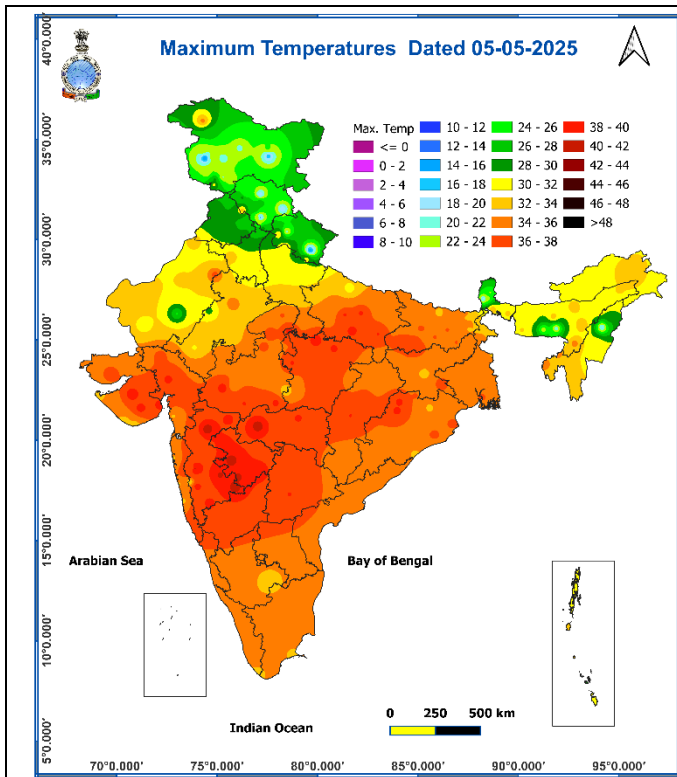 Maximum Temperatures Dated 05-05-2025
Max. Temp
<= 0
0 - 2
2 - 4
4 - 6
6 - 8
8 - 10
10 - 12
12 - 14
14 - 16
16 - 18
18 - 20
20 - 22
22 - 24
24 - 26
26 - 28
28 - 30
30 - 32
32 - 34
34 - 36
36 - 38
38 - 40
40 - 42
42 - 44
44 - 46
46 - 48
>48
40°0.000'
35°0.000'
30°0.000'
25°0.000'
20°0.000'
15°0.000'
10°0.000'
5°0.000'
Arabian Sea
Bay of Bengal
Indian Ocean
0 250 500 km
70°0.000' 75°0.000' 80°0.000' 85°0.000' 90°0.000' 95°0.000'